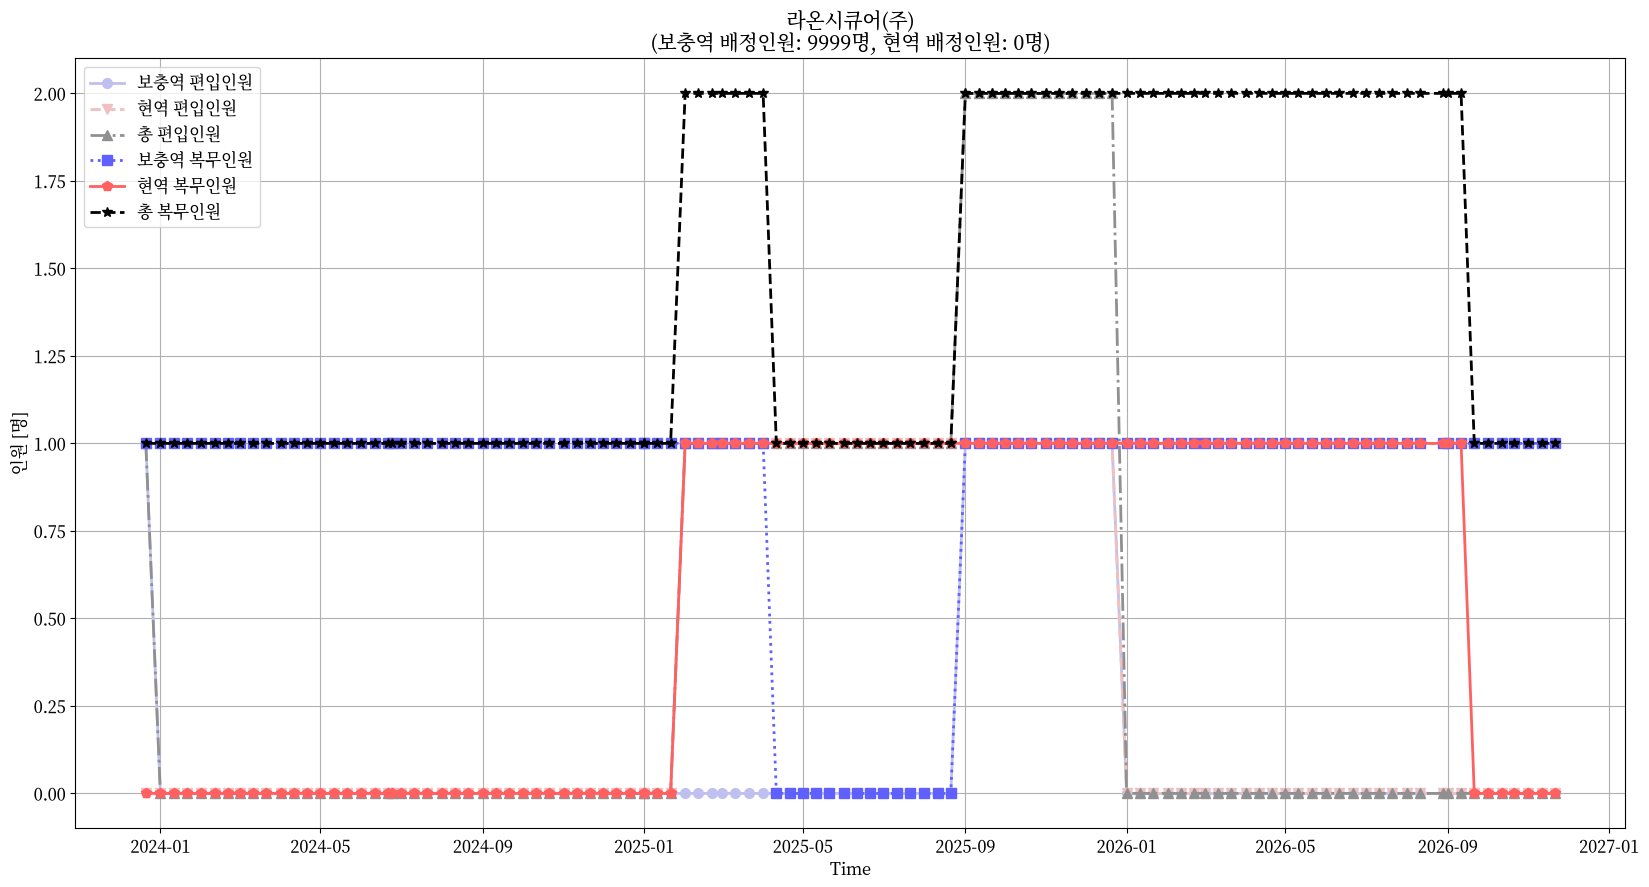 라온시큐어(주)
(보충역 배정인원: 9999명, 현역 배정인원: 0명)
보충역 편입인원
현역 편입인원
총 편입인원
보충역 복무인원
현역 복무인원
총 복무인원
2.00
1.75
1.50
1.25
1.00
0.75
0.50
0.25
0.00
인원 [명]
2024-01 2024-05 2024-09 2025-01 2025-05 2025-09 2026-01 2026-05 2026-09 2027-01
Time